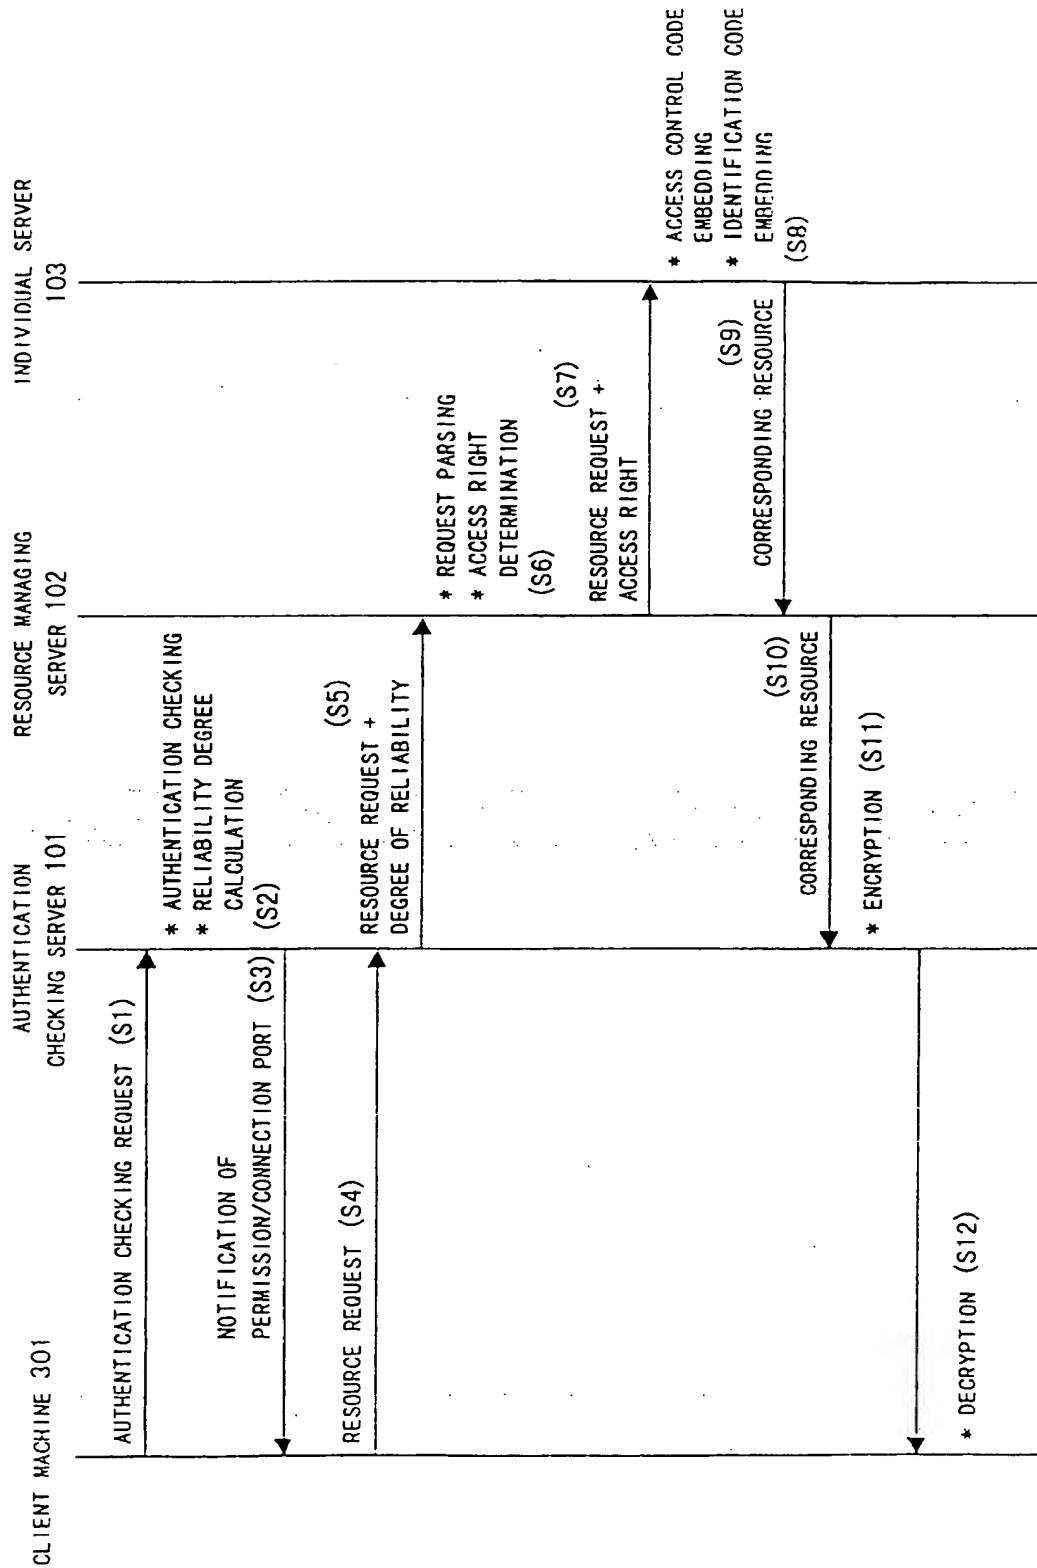 CLIENT MACHINE 301
AUTHENTICATION
CHECKING SERVER 101
RESOURCE MANAGING
SERVER 102
INDIVIDUAL SERVER
103
AUTHENTICATION CHECKING REQUEST (S1)
* AUTHENTICATION CHECKING
* RELIABILITY DEGREE
CALCULATION
(S2)
NOTIFICATION OF
PERMISSION/CONNECTION PORT (S3)
RESOURCE REQUEST (S4)
(S5)
RESOURCE REQUEST +
DEGREE OF RELIABILITY
* REQUEST PARSING
* ACCESS RIGHT
DETERMINATION
(S6)
(S7)
RESOURCE REQUEST +
ACCESS RIGHT
* ACCESS CONTROL CODE
EMBEDDING
* IDENTIFICATION CODE
EMBEDDING
(S8)
(S9)
CORRESPONDING RESOURCE
(S10)
CORRESPONDING RESOURCE
* ENCRYPTION (S11)
* DECRYPTION (S12)